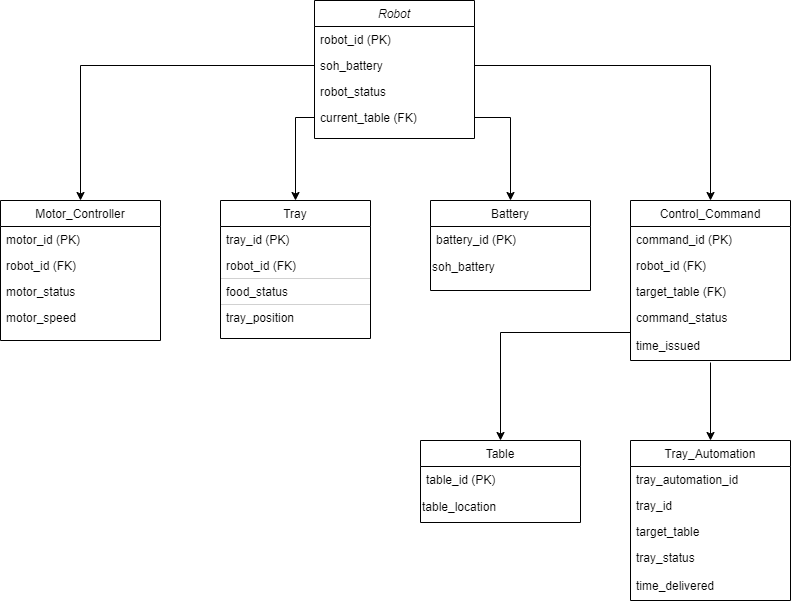 Robot
robot_id (PK)
soh_battery
robot_status
current_table (FK)
Motor_Controller
motor_id (PK)
robot_id (FK)
motor_status
motor_speed
Tray
tray_id (PK)
robot_id (FK)
food_status
tray_position
Battery
battery_id (PK)
soh_battery
Control_Command
command_id (PK)
robot_id (FK)
target_table (FK)
command_status
time_issued
Table
table_id (PK)
table_location
Tray_Automation
tray_automation_id
tray_id
target_table
tray_status
time_delivered